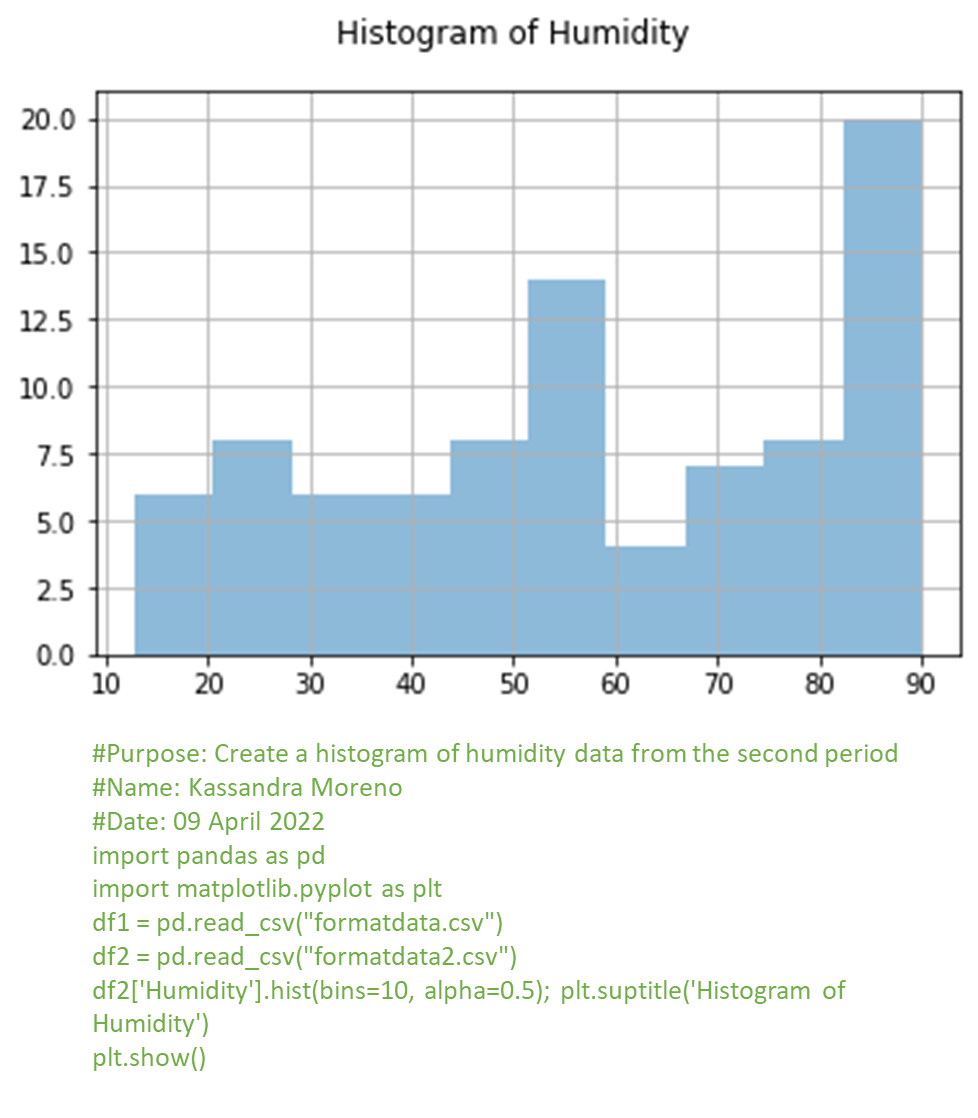 Histogram of Humidity
20.0
17.5
15.0
12.5
10.0
7.5
5.0
2.5
0.0
10 20 30 40 50 60 70 80 90
#Purpose: Create a histogram of humidity data from the second period
#Name: Kassandra Moreno
#Date: 09 April 2022
import pandas as pd
import matplotlib.pyplot as plt
df1 = pd.read_csv("formatdata.csv")
df2 = pd.read_csv("formatdata2.csv")
df2['Humidity'].hist(bins=10, alpha=0.5); plt.suptitle('Histogram of
Humidity')
plt.show()